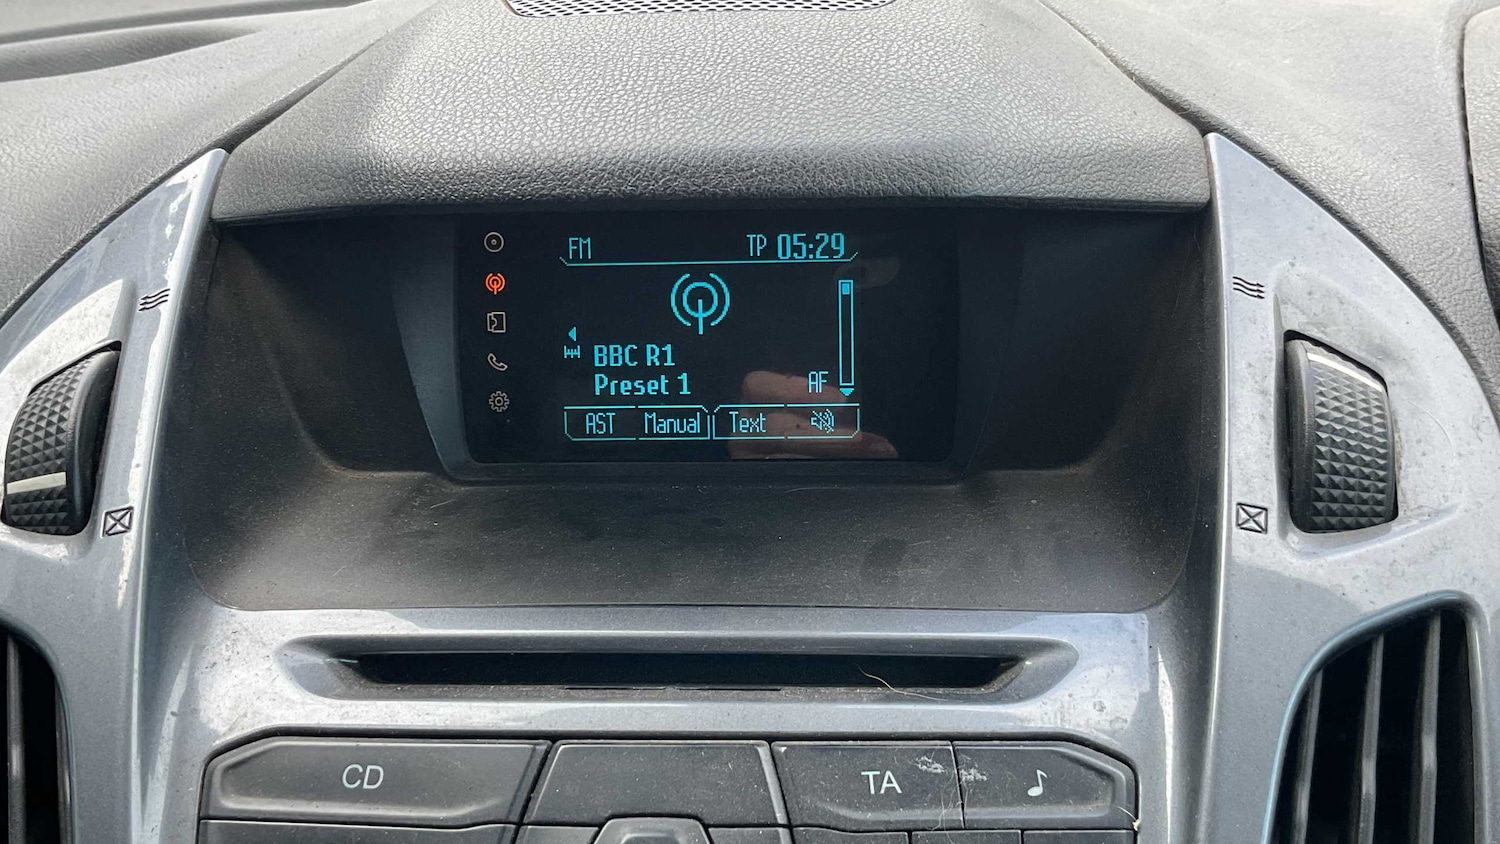 FM TP 05:29
BBC R1
Preset 1 AF
AST Manual Text
CD TA